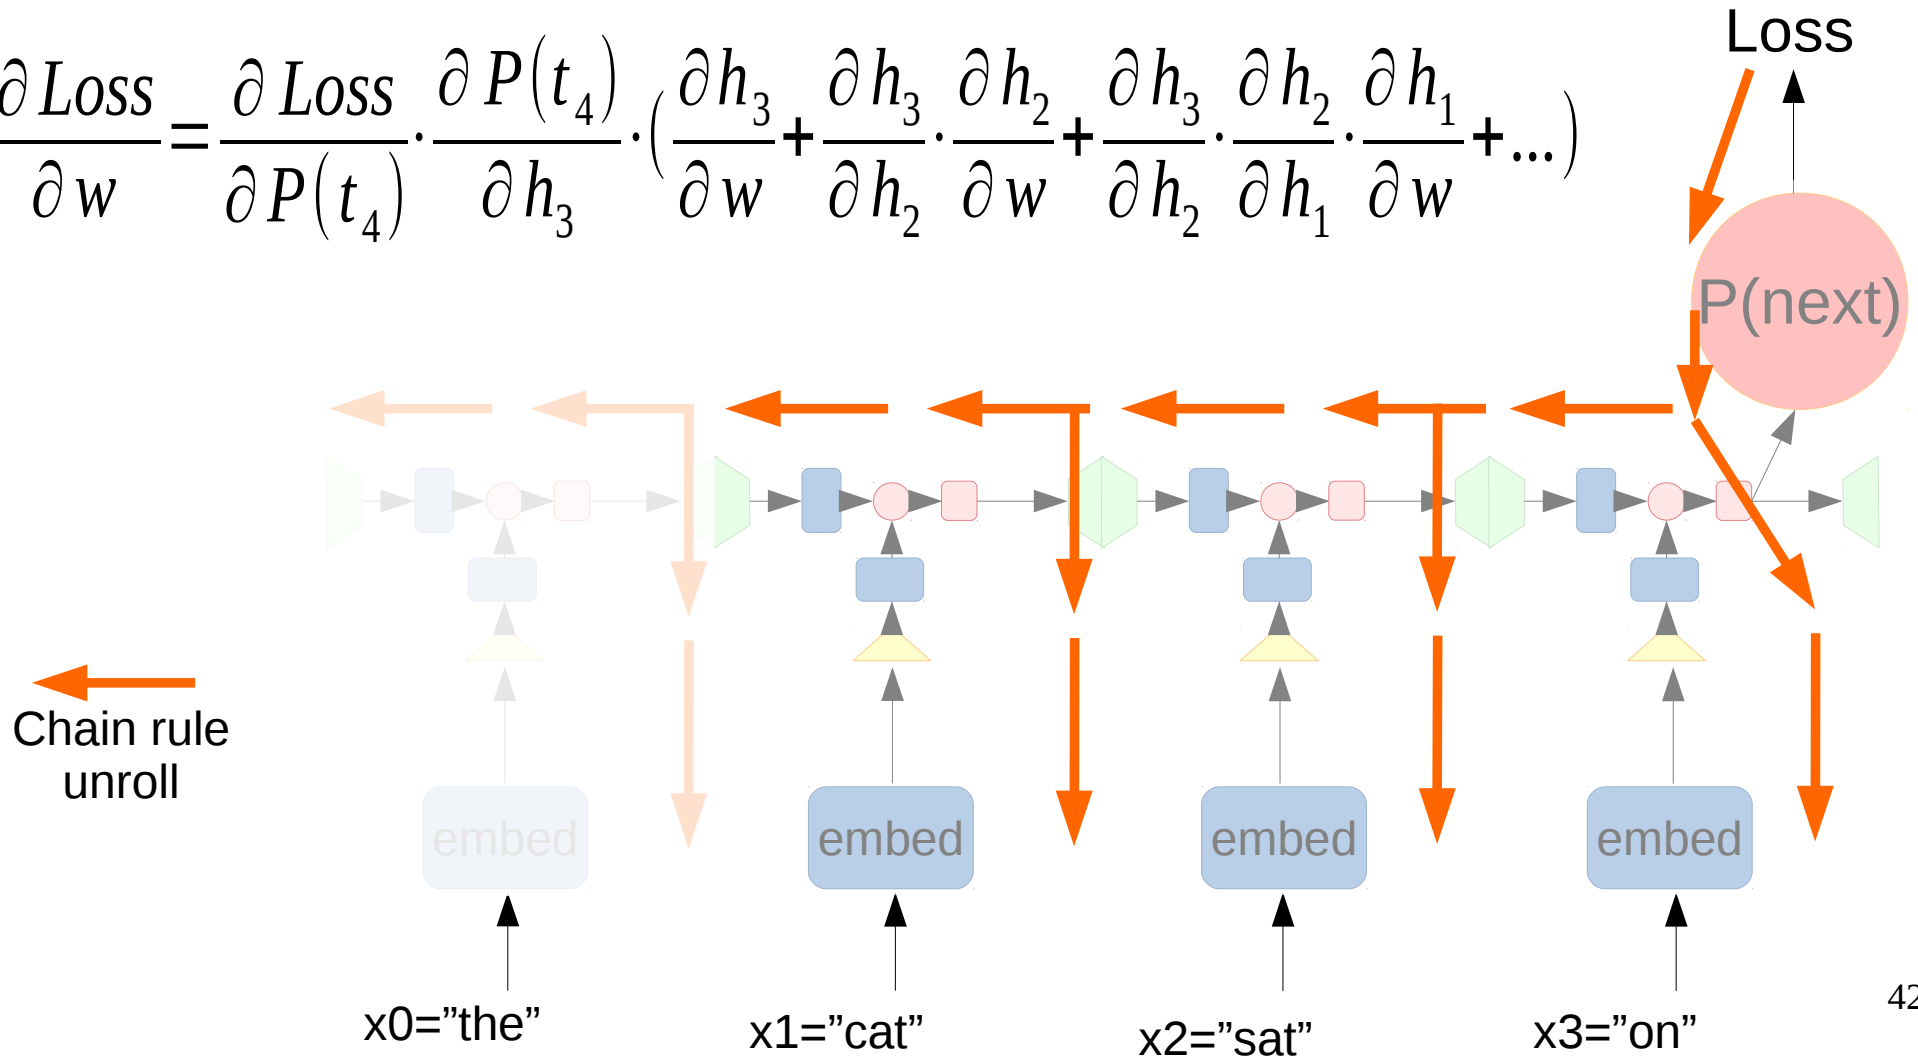 Loss
∂Loss/∂w = ∂Loss/∂P(t₄) · ∂P(t₄)/∂h₃ · (∂h₃/∂w + ∂h₃/∂h₂ · ∂h₂/∂w + ∂h₃/∂h₂ · ∂h₂/∂h₁ · ∂h₁/∂w + ...)
P(next)
Chain rule
unroll
embed embed embed embed
x0=”the” x1=”cat” x2=”sat” x3=”on”
42